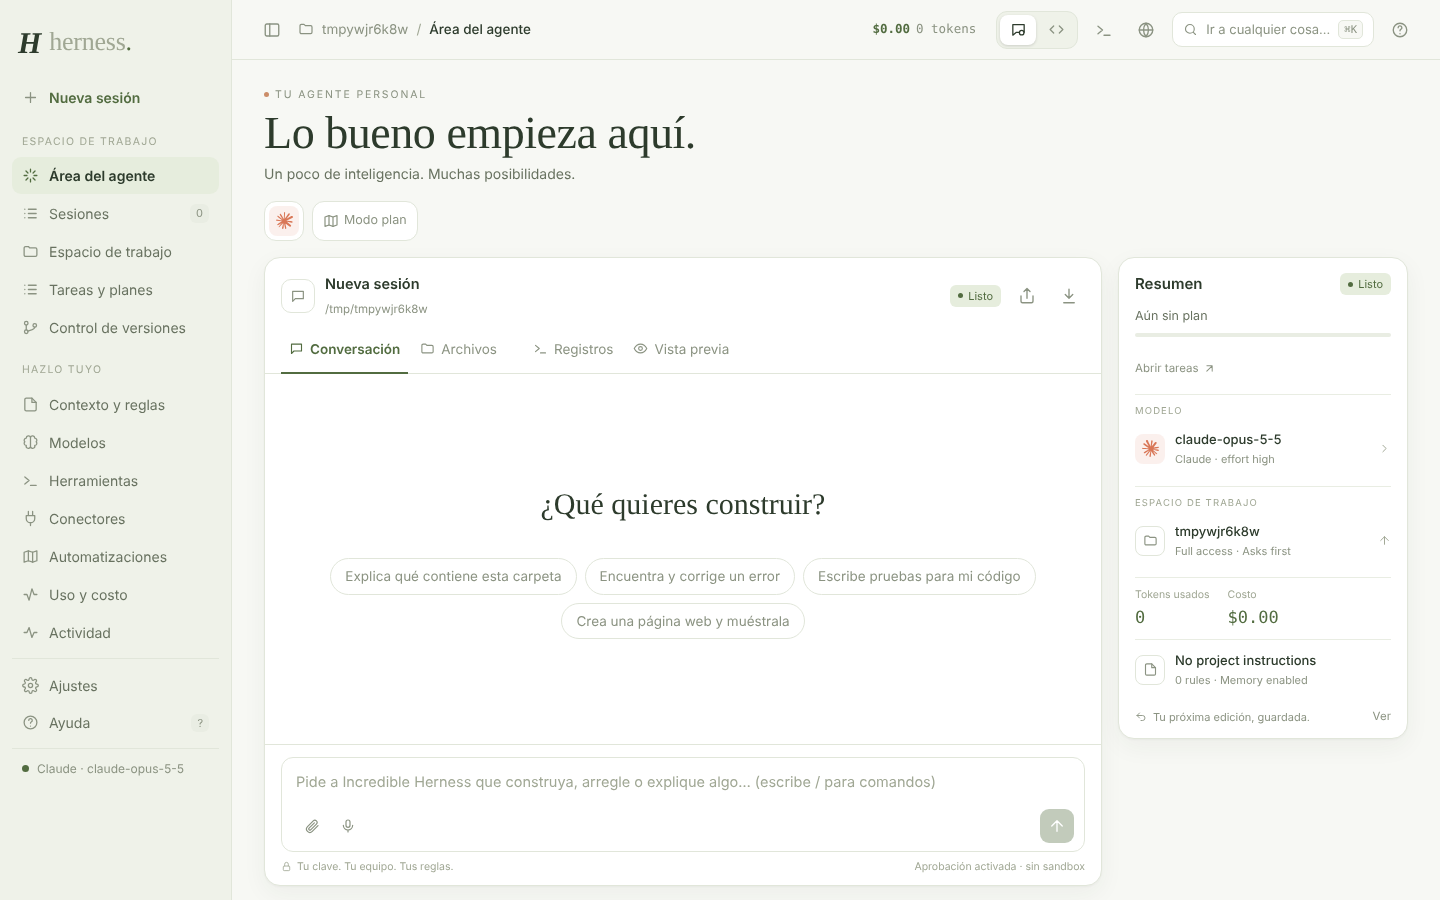 H herness.
Nueva sesión
ESPACIO DE TRABAJO
Área del agente
Sesiones 0
Espacio de trabajo
Tareas y planes
Control de versiones
HAZLO TUYO
Contexto y reglas
Modelos
Herramientas
Conectores
Automatizaciones
Uso y costo
Actividad
Ajustes
Ayuda ?
Claude · claude-opus-5-5
tmpywjr6k8w / Área del agente
$0.00 0 tokens
Ir a cualquier cosa... ⌘K
TU AGENTE PERSONAL
Lo bueno empieza aquí.
Un poco de inteligencia. Muchas posibilidades.
Modo plan
Nueva sesión
/tmp/tmpywjr6k8w
Listo
Conversación Archivos Registros Vista previa
¿Qué quieres construir?
Explica qué contiene esta carpeta Encuentra y corrige un error Escribe pruebas para mi código
Crea una página web y muéstrala
Pide a Incredible Herness que construya, arregle o explique algo... (escribe / para comandos)
Tu clave. Tu equipo. Tus reglas. Aprobación activada · sin sandbox
Resumen Listo
Aún sin plan
Abrir tareas
MODELO
claude-opus-5-5
Claude · effort high
ESPACIO DE TRABAJO
tmpywjr6k8w
Full access · Asks first
Tokens usados Costo
0 $0.00
No project instructions
0 rules · Memory enabled
Tu próxima edición, guardada. Ver